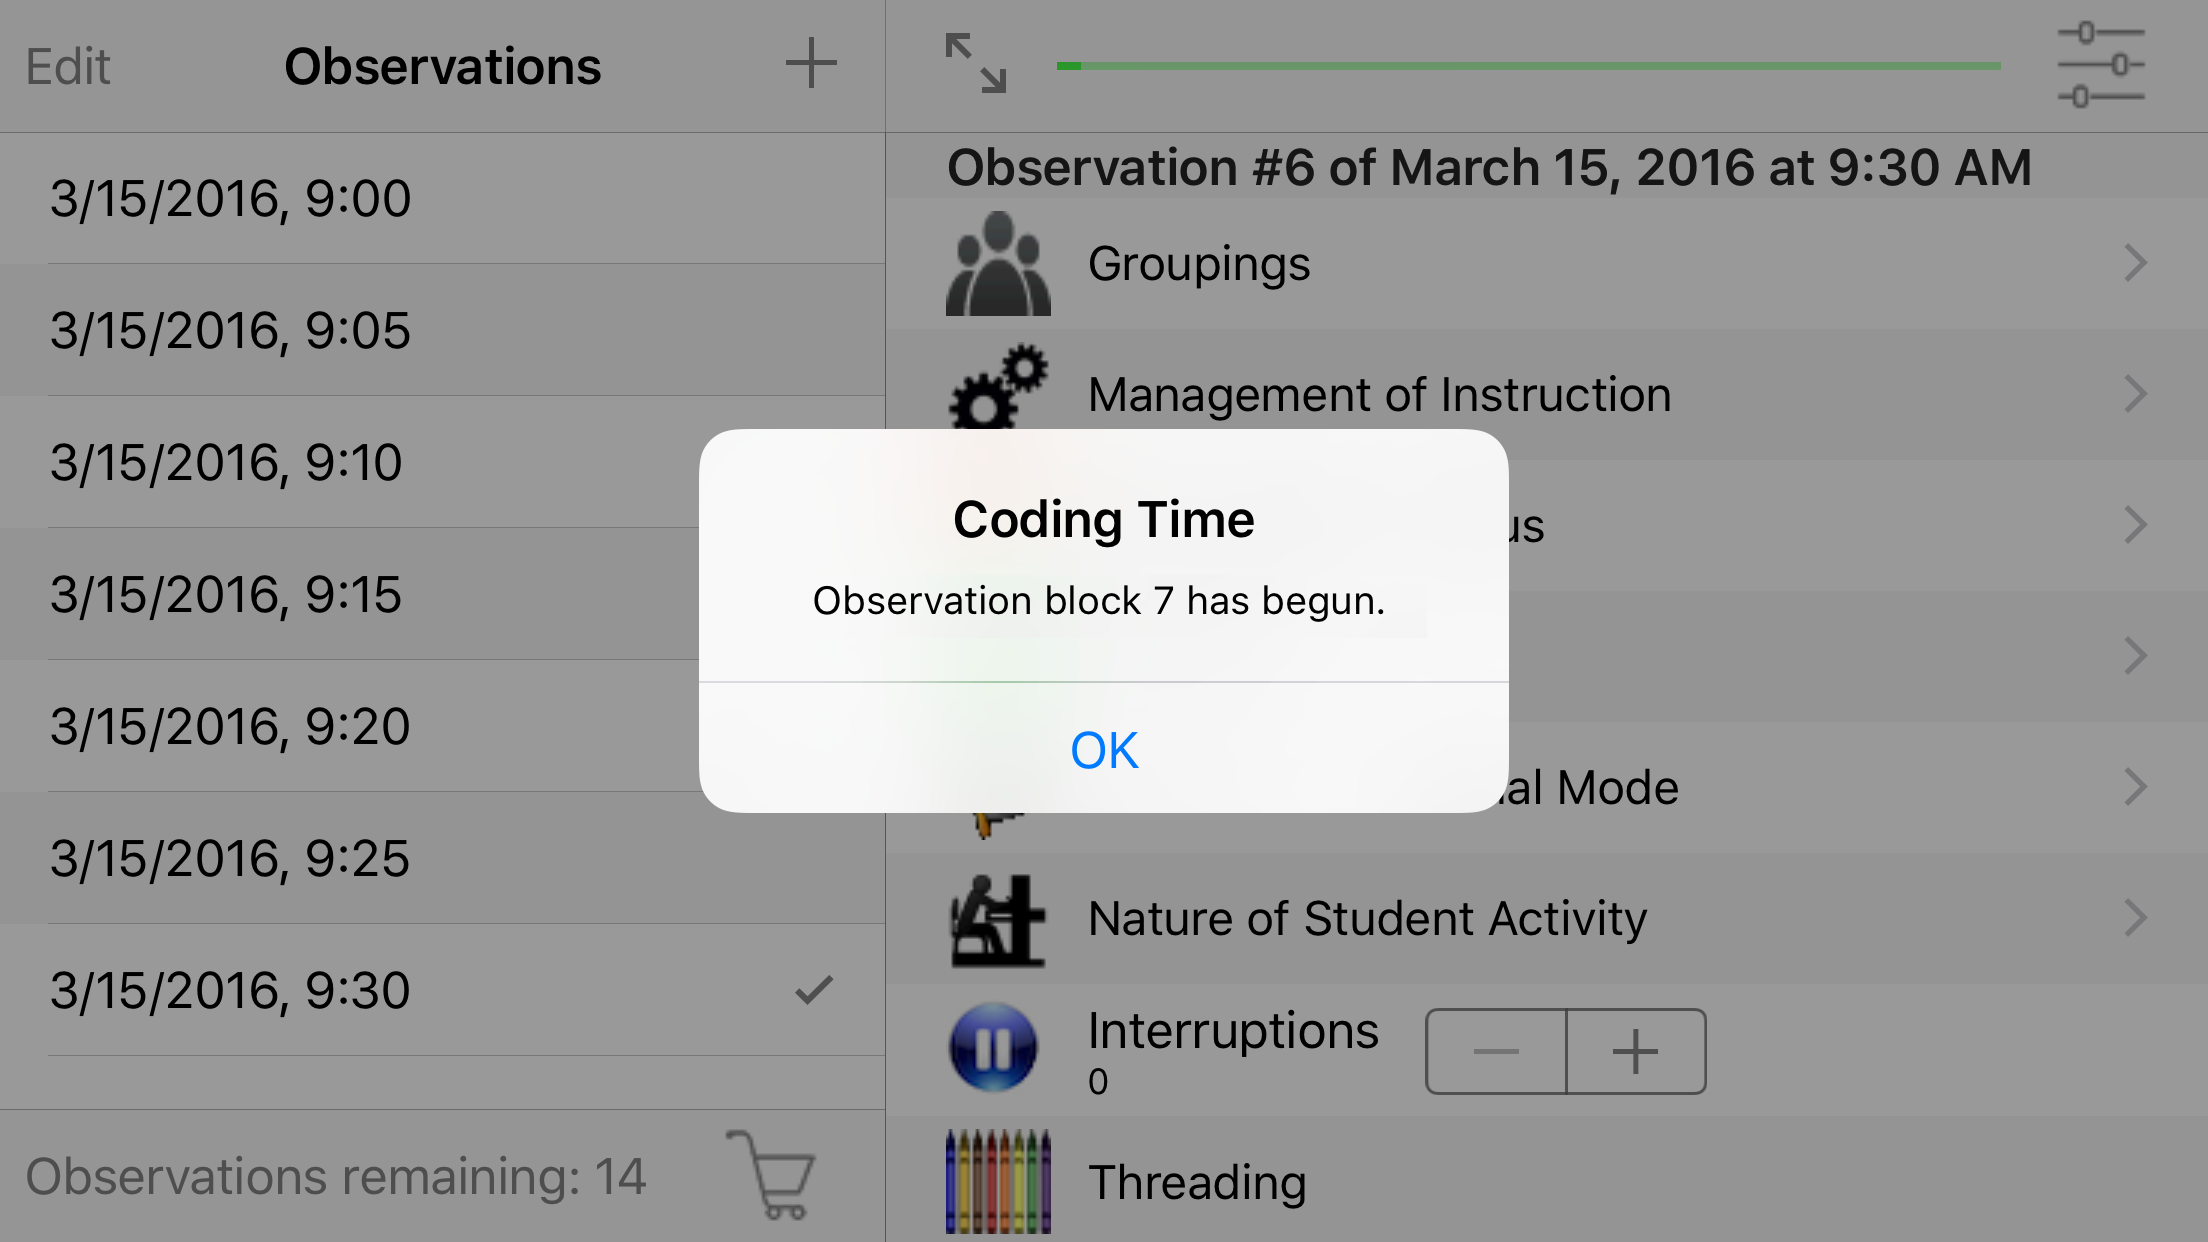 Edit
Observations
3/15/2016, 9:00
3/15/2016, 9:05
3/15/2016, 9:10
3/15/2016, 9:15
3/15/2016, 9:20
3/15/2016, 9:25
3/15/2016, 9:30
Observations remaining: 14
Observation #6 of March 15, 2016 at 9:30 AM
Groupings
Management of Instruction
Mode
Nature of Student Activity
Interruptions
0
Threading
Coding Time
Observation block 7 has begun.
OK